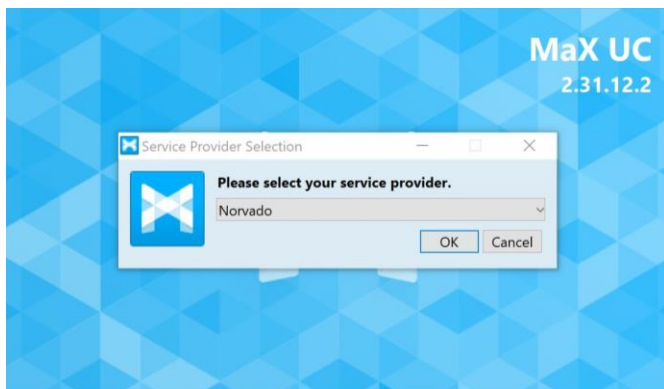 MaX UC
2.31.12.2
Service Provider Selection
Please select your service provider.
Norvado
OK Cancel